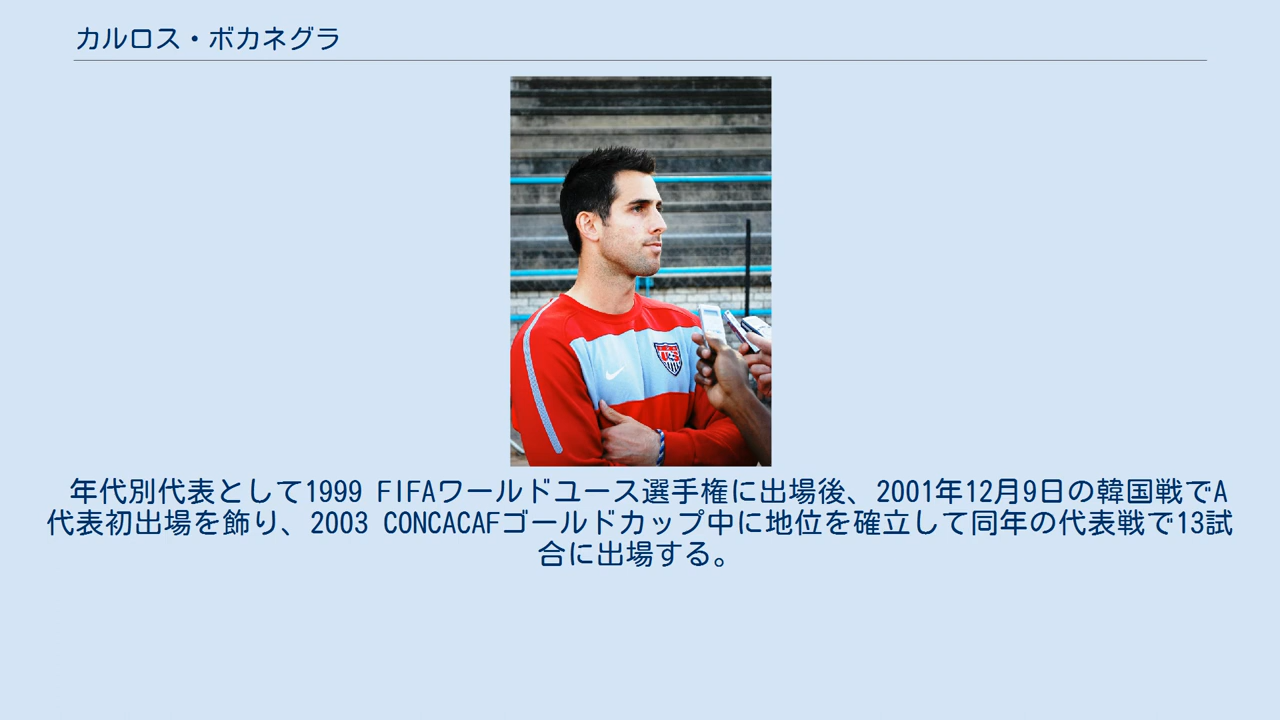 カルロス・ボカネグラ
年代別代表として1999 FIFAワールドユース選手権に出場後、2001年12月9日の韓国戦でA
代表初出場を飾り、2003 CONCACAFゴールドカップ中に地位を確立して同年の代表戦で13試
合に出場する。